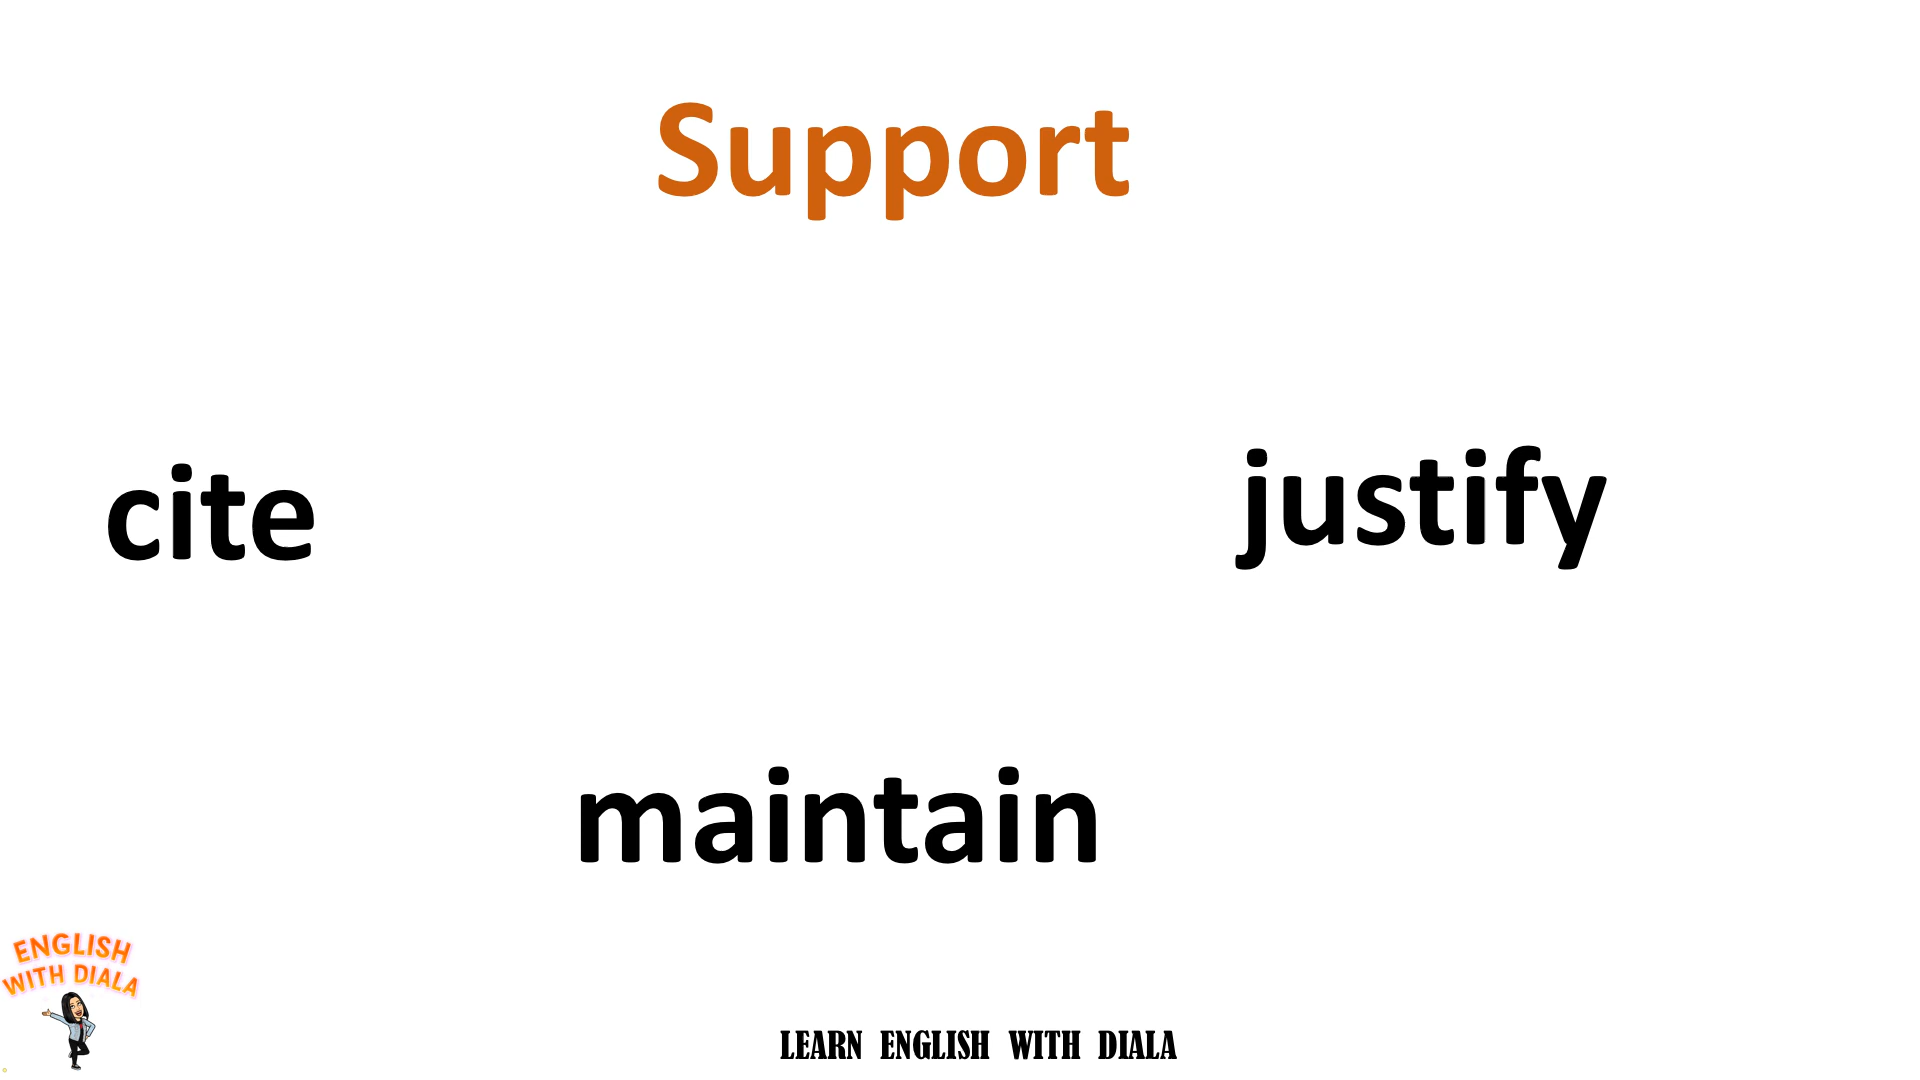 Support
cite
justify
maintain
ENGLISH
WITH DIALA
LEARN ENGLISH WITH DIALA